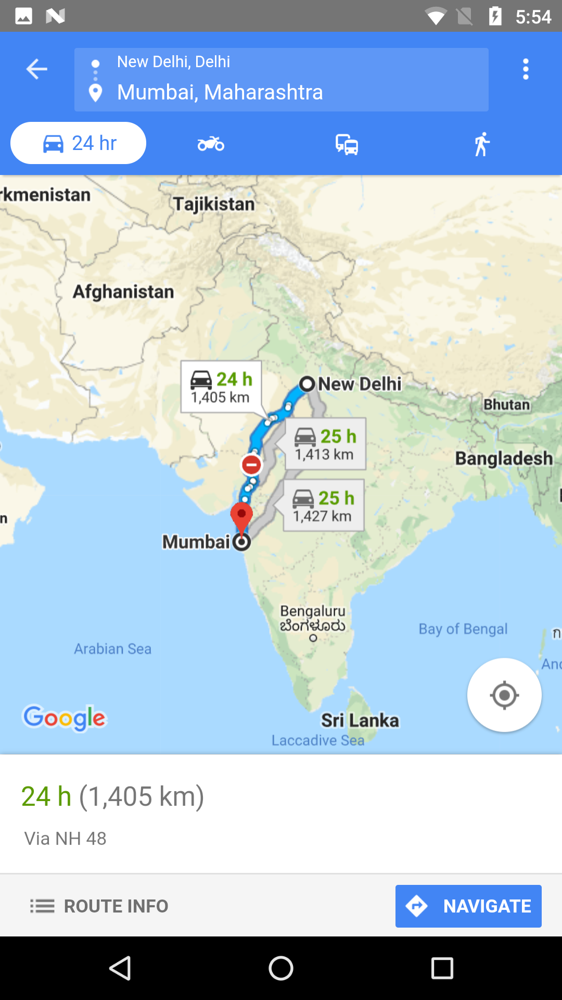 5:54
New Delhi, Delhi
Mumbai, Maharashtra
24 hr
rkmenistan
Tajikistan
Afghanistan
24 h
1,405 km
New Delhi
Bhutan
25 h
1,413 km
Bangladesh
25 h
1,427 km
n
Mumbai
Bengaluru
ಬೆಂಗಳೂರು
Bay of Bengal
Arabian Sea
And
Google
Sri Lanka
Laccadive Sea
24 h (1,405 km)
Via NH 48
ROUTE INFO
NAVIGATE